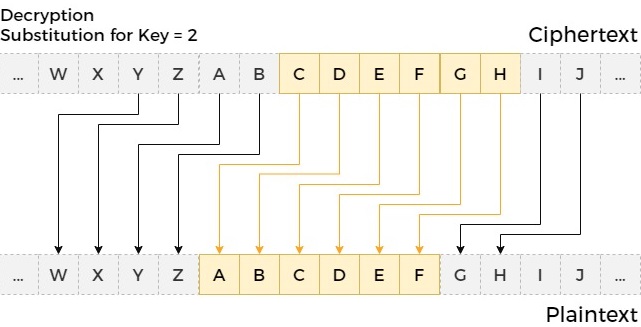 Decryption
Substitution for Key = 2
Ciphertext
... W X Y Z A B C D E F G H I J ...
... W X Y Z A B C D E F G H I J ...
Plaintext